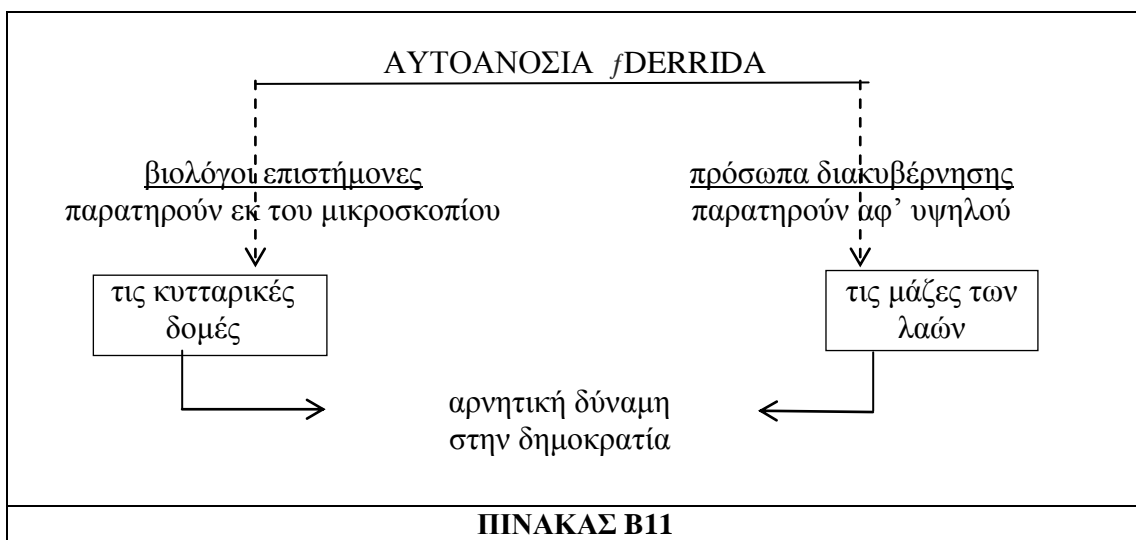 ΑΥΤΟΑΝΟΣΙΑ ƒDERRIDA
βιολόγοι επιστήμονες
παρατηρούν εκ του μικροσκοπίου
πρόσωπα διακυβέρνησης
παρατηρούν αφ’ υψηλού
τις κυτταρικές
δομές
τις μάζες των
λαών
αρνητική δύναμη
στην δημοκρατία
ΠΙΝΑΚΑΣ Β11